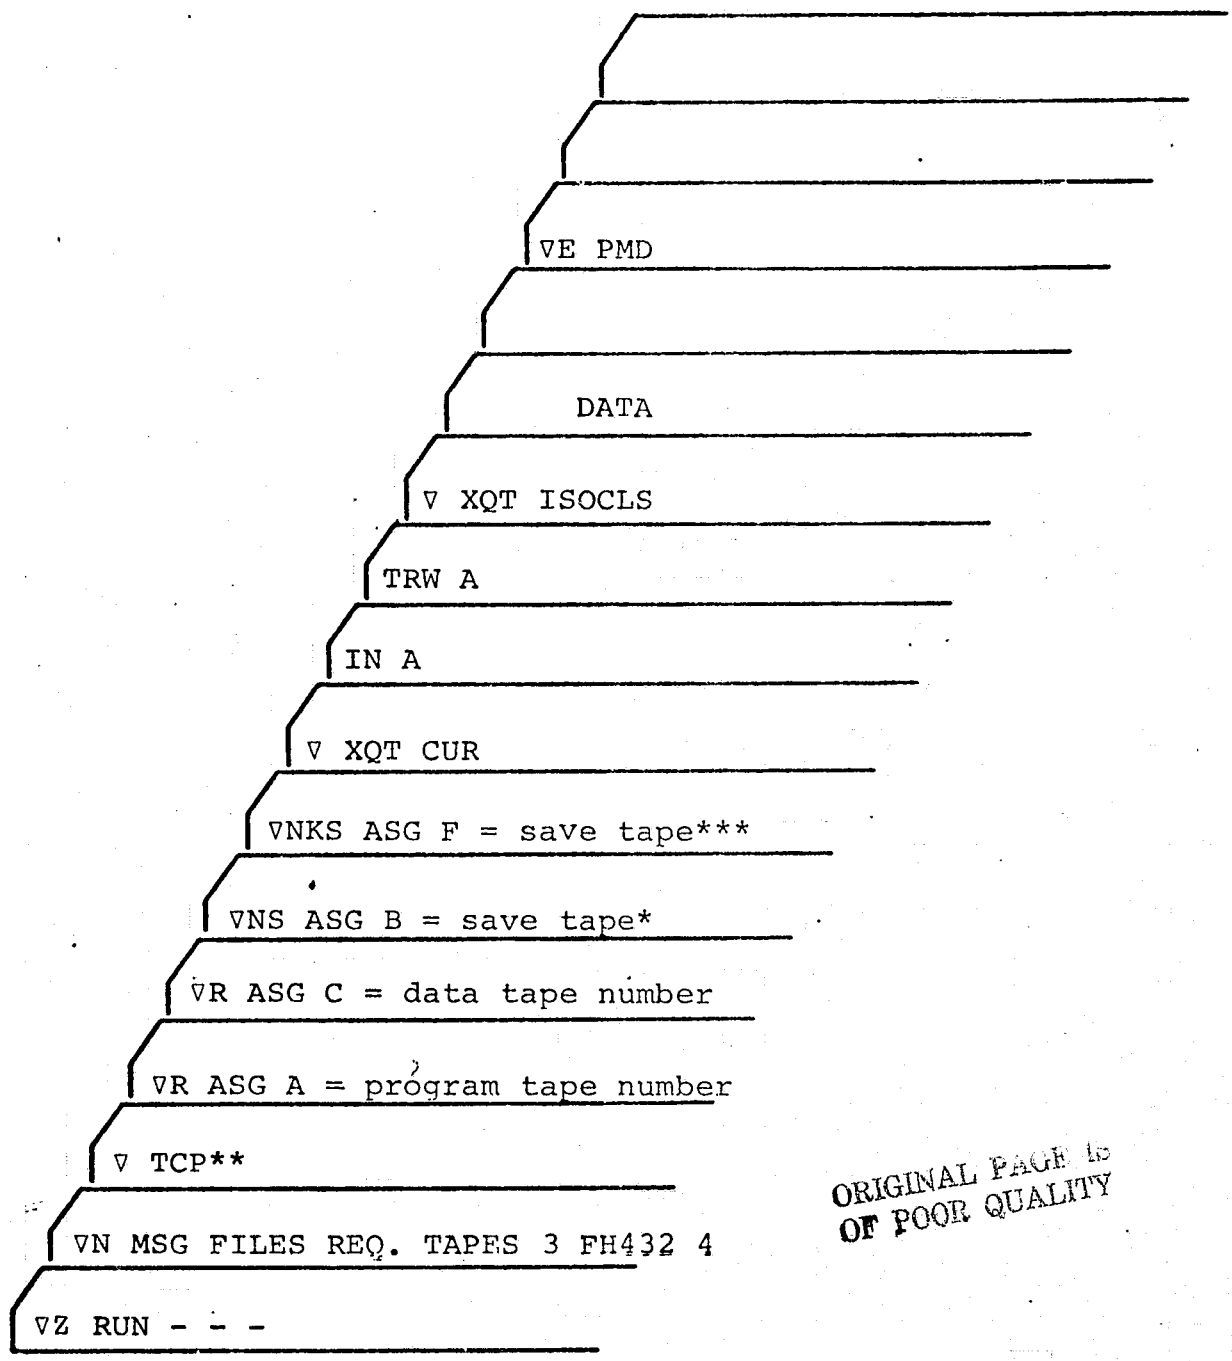 ∇E PMD
DATA
∇ XQT ISOCLS
TRW A
IN A
∇ XQT CUR
∇NKS ASG F = save tape***
∇NS ASG B = save tape*
∇R ASG C = data tape number
∇R ASG A = program tape number
∇ TCP**
∇N MSG FILES REQ. TAPES 3 FH432 4
∇Z RUN - - -
ORIGINAL PAGE IS
OF POOR QUALITY